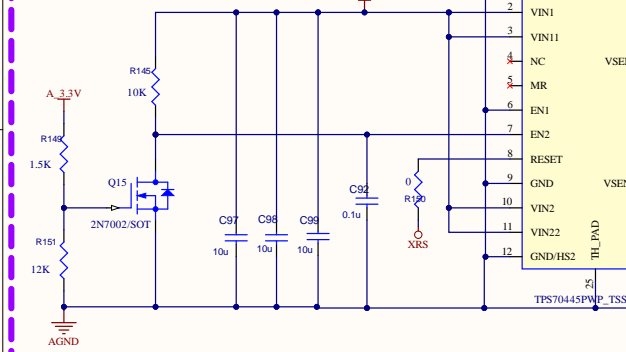 2
VIN1
3
VIN11
4
NC
VSE
5
MR
6
EN1
7
EN2
8
RESET
9
GND
VSE
10
VIN2
11
VIN22
12
GND/HS2
TH_PAD
25
TPS70445PWP_TSS
R145
10K
A_3.3V
R149
1.5K
Q15
2N7002/SOT
R151
12K
AGND
C97
10u
C98
10u
C99
10u
C92
0.1u
0
R150
XRS